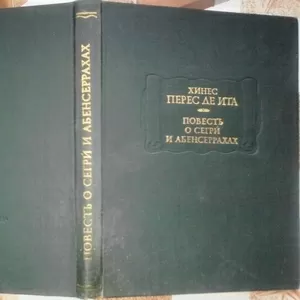 ПОВЕСТЬ О СЕГРИ И АБЕНСЕРРАХАХ
ХИНЕС
ПЕРЕС ДЕ ИТА
ПОВЕСТЬ
О СЕГРИ
И АБЕНСЕРРАХАХ